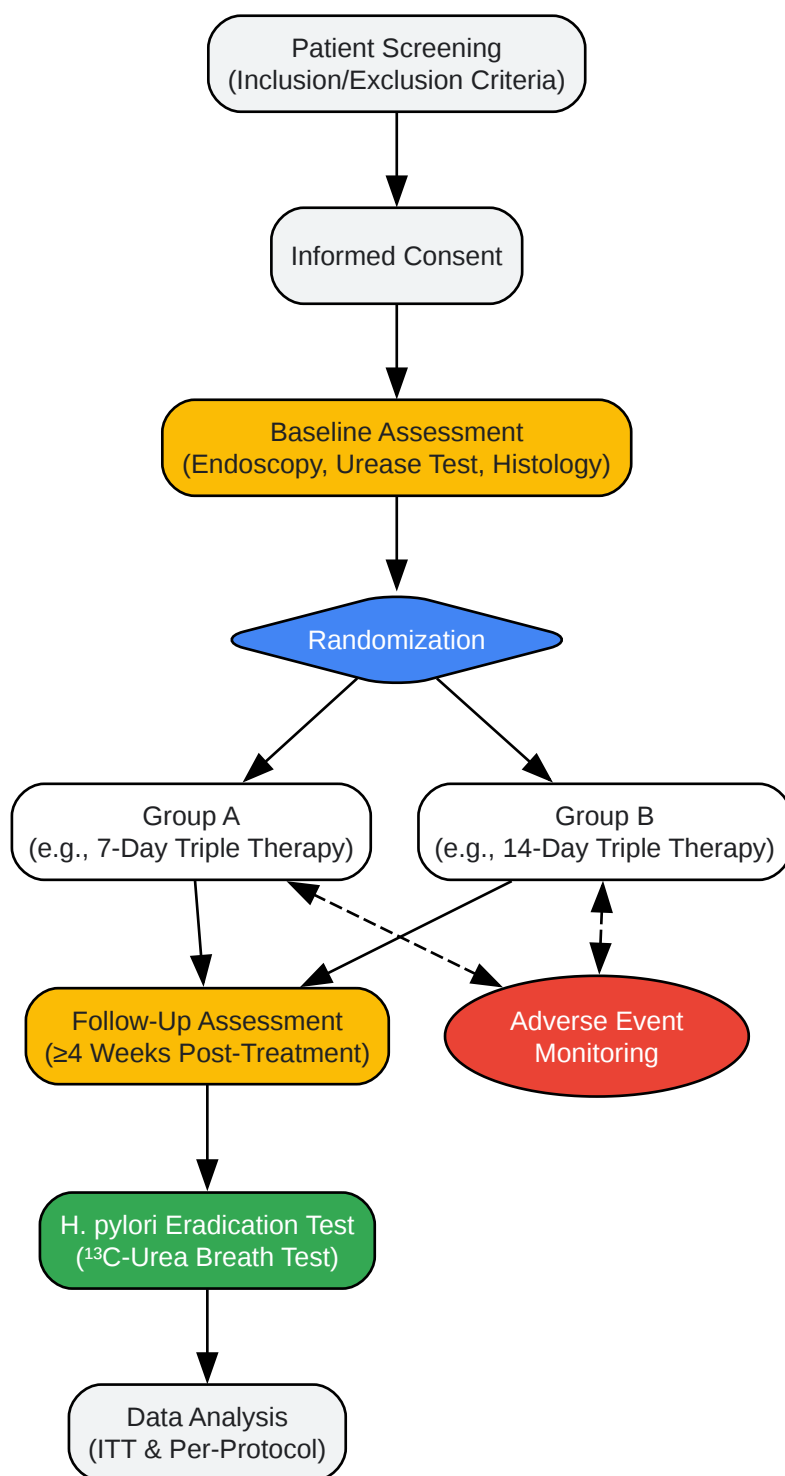 Patient Screening
(Inclusion/Exclusion Criteria)
Informed Consent
Baseline Assessment
(Endoscopy, Urease Test, Histology)
Randomization
Group A
(e.g., 7-Day Triple Therapy)
Group B
(e.g., 14-Day Triple Therapy)
Follow-Up Assessment
(≥4 Weeks Post-Treatment)
Adverse Event
Monitoring
H. pylori Eradication Test
(¹³C-Urea Breath Test)
Data Analysis
(ITT & Per-Protocol)